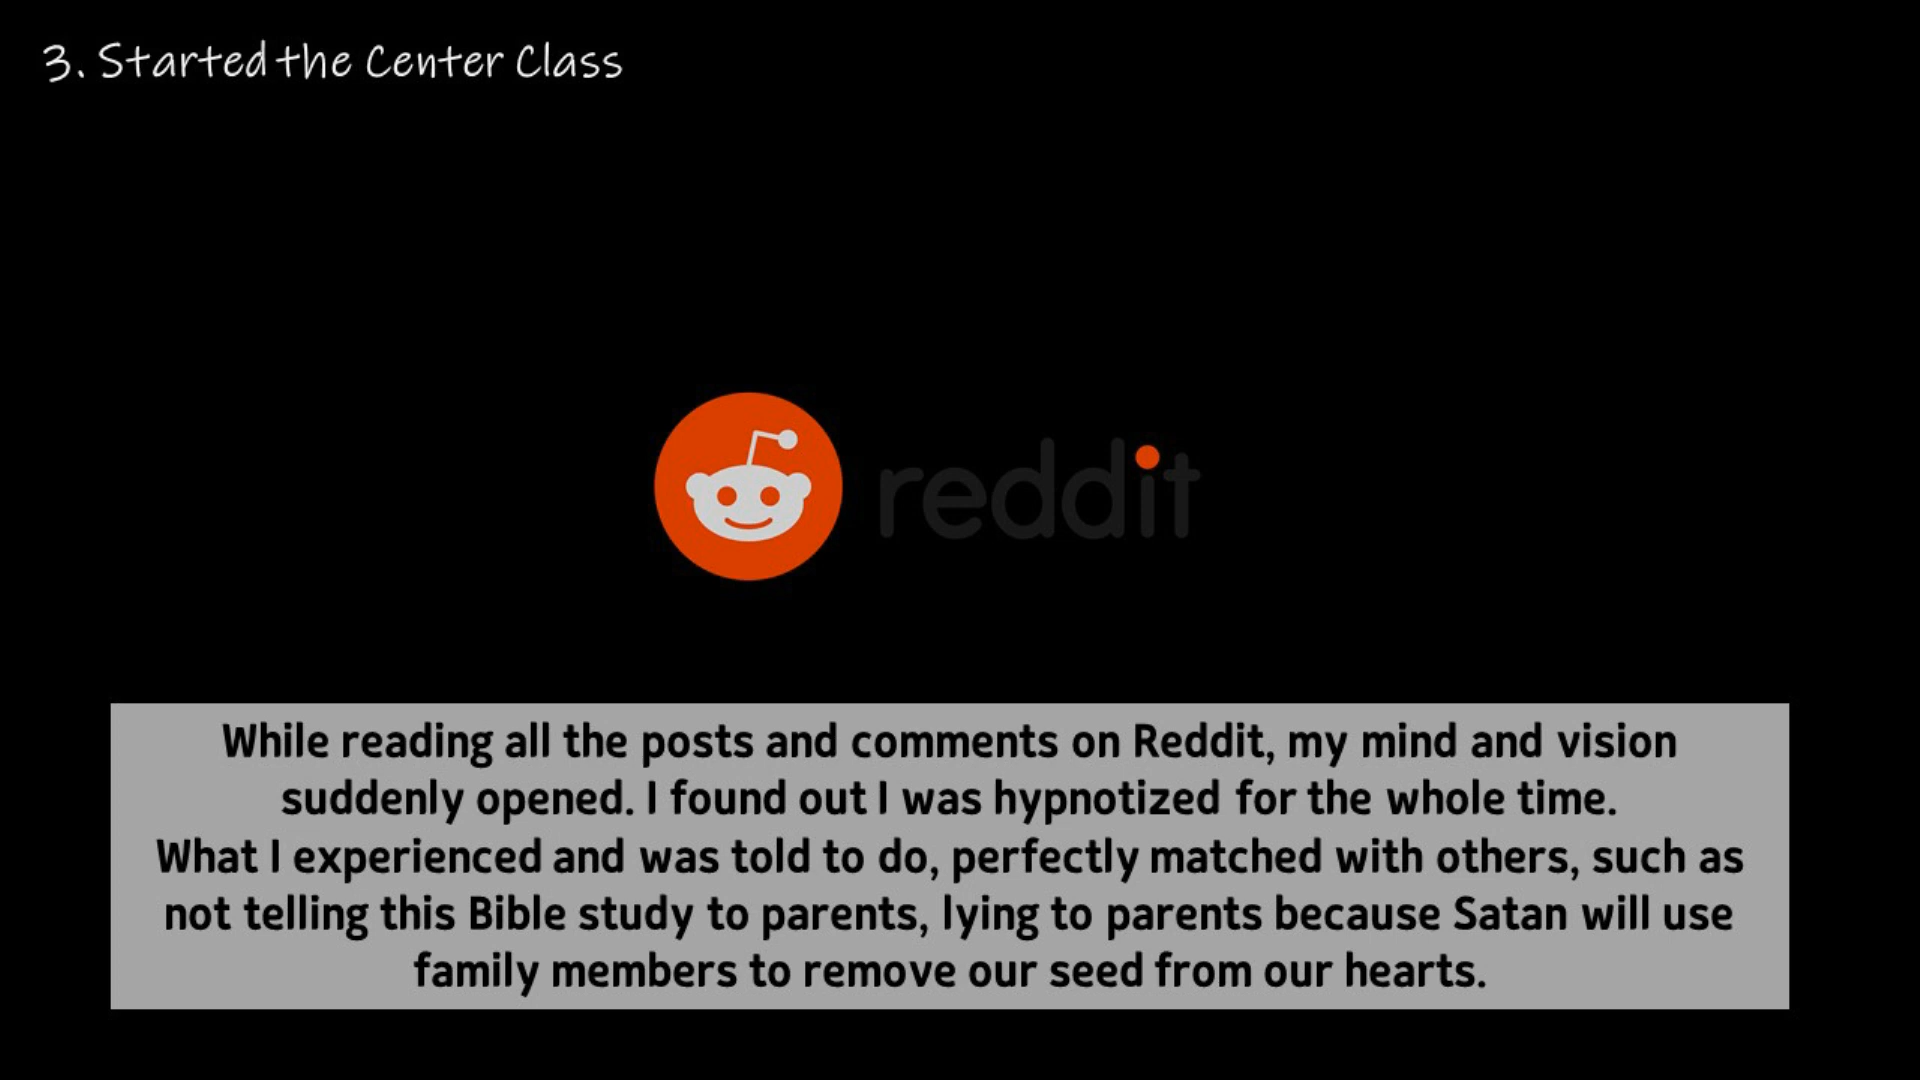 3. Started the Center Class
reddit
While reading all the posts and comments on Reddit, my mind and vision
suddenly opened. I found out I was hypnotized for the whole time.
What I experienced and was told to do, perfectly matched with others, such as
not telling this Bible study to parents, lying to parents because Satan will use
family members to remove our seed from our hearts.